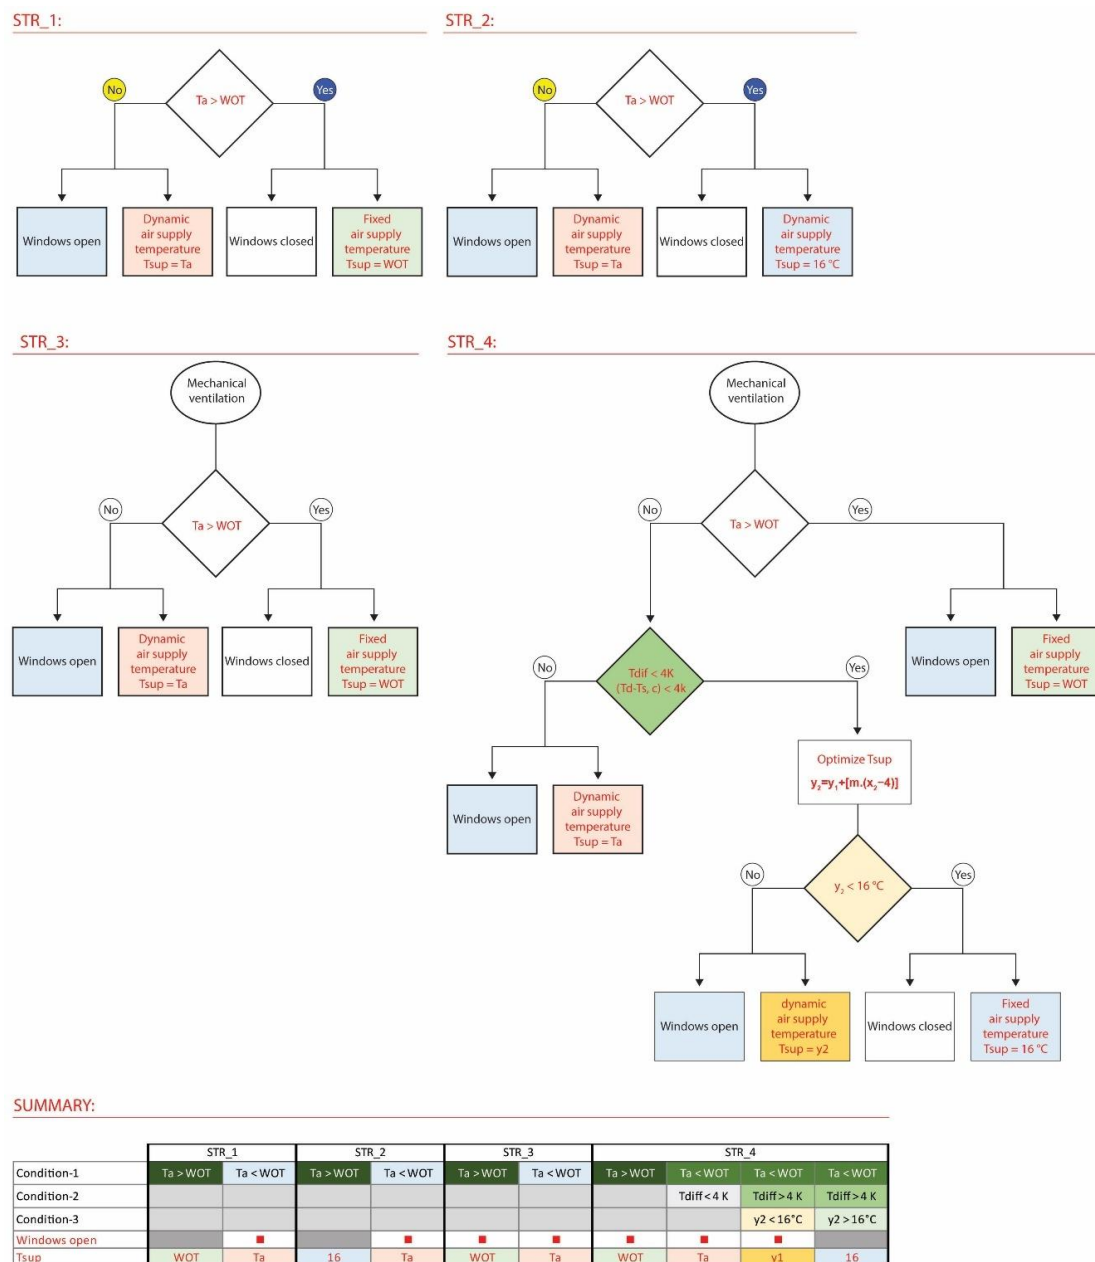 STR_1:
STR_2:
No
Ta > WOT
Yes
No
Ta > WOT
Yes
Windows open
Dynamic
air supply
temperature
Tsup = Ta
Windows closed
Fixed
air supply
temperature
Tsup = WOT
Windows open
Dynamic
air supply
temperature
Tsup = Ta
Windows closed
Dynamic
air supply
temperature
Tsup = 16 °C
STR_3:
STR_4:
Mechanical
ventilation
No
Ta > WOT
Yes
Windows open
Dynamic
air supply
temperature
Tsup = Ta
Windows closed
Fixed
air supply
temperature
Tsup = WOT
Mechanical
ventilation
No
Ta > WOT
Yes
Windows open
Fixed
air supply
temperature
Tsup = WOT
No
Tdif < 4K
(Td-Ts, c) < 4k
Yes
Windows open
Dynamic
air supply
temperature
Tsup = Ta
Optimize Tsup
y₂=y₁+[m.(x₂−4)]
No
y₂ < 16 °C
Yes
Windows open
dynamic
air supply
temperature
Tsup = y2
Windows closed
Fixed
air supply
temperature
Tsup = 16 °C
SUMMARY:
STR_1 STR_2 STR_3 STR_4
Condition-1 Ta > WOT Ta < WOT Ta > WOT Ta < WOT Ta > WOT Ta < WOT Ta > WOT Ta < WOT Ta < WOT Ta < WOT
Condition-2 Tdiff < 4 K Tdiff > 4 K Tdiff > 4 K
Condition-3 y2 < 16°C y2 > 16°C
Windows open ■ ■ ■ ■ ■ ■ ■
Tsup WOT Ta 16 Ta WOT Ta WOT Ta y1 16